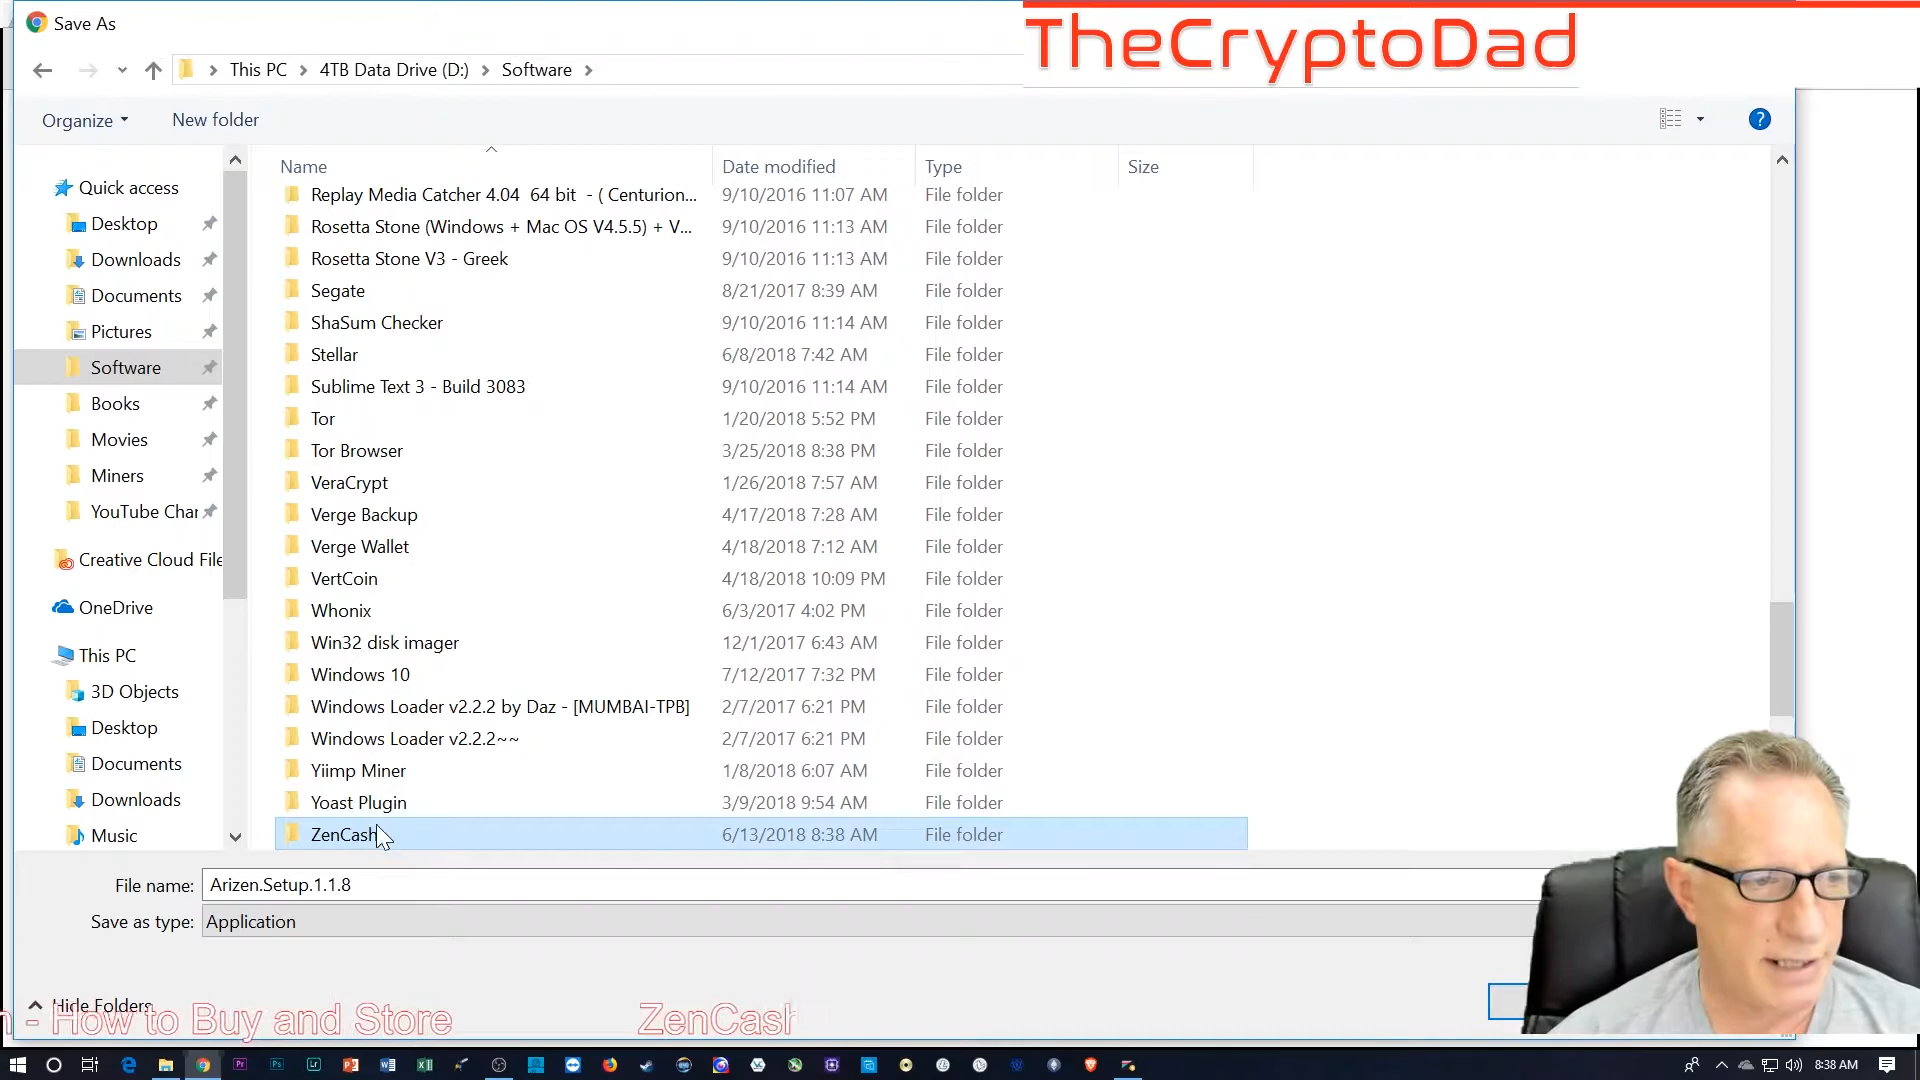 Save As
TheCryptoDad
This PC
4TB Data Drive (D:)
Software
Organize
New folder
Name
Date modified
Type
Size
Quick access
Desktop
Downloads
Documents
Pictures
Software
Books
Movies
Miners
YouTube Char
Creative Cloud File
OneDrive
This PC
3D Objects
Desktop
Documents
Downloads
Music
Replay Media Catcher 4.04 64 bit - ( Centurion... 9/10/2016 11:07 AM File folder
Rosetta Stone (Windows + Mac OS V4.5.5) + V... 9/10/2016 11:13 AM File folder
Rosetta Stone V3 - Greek 9/10/2016 11:13 AM File folder
Segate 8/21/2017 8:39 AM File folder
ShaSum Checker 9/10/2016 11:14 AM File folder
Stellar 6/8/2018 7:42 AM File folder
Sublime Text 3 - Build 3083 9/10/2016 11:14 AM File folder
Tor 1/20/2018 5:52 PM File folder
Tor Browser 3/25/2018 8:38 PM File folder
VeraCrypt 1/26/2018 7:57 AM File folder
Verge Backup 4/17/2018 7:28 AM File folder
Verge Wallet 4/18/2018 7:12 AM File folder
VertCoin 4/18/2018 10:09 PM File folder
Whonix 6/3/2017 4:02 PM File folder
Win32 disk imager 12/1/2017 6:43 AM File folder
Windows 10 7/12/2017 7:32 PM File folder
Windows Loader v2.2.2 by Daz - [MUMBAI-TPB] 2/7/2017 6:21 PM File folder
Windows Loader v2.2.2~~ 2/7/2017 6:21 PM File folder
Yiimp Miner 1/8/2018 6:07 AM File folder
Yoast Plugin 3/9/2018 9:54 AM File folder
ZenCash 6/13/2018 8:38 AM File folder
File name: Arizen.Setup.1.1.8
Save as type: Application
Hide Folders
- How to Buy and Store ZenCash
8:38 AM